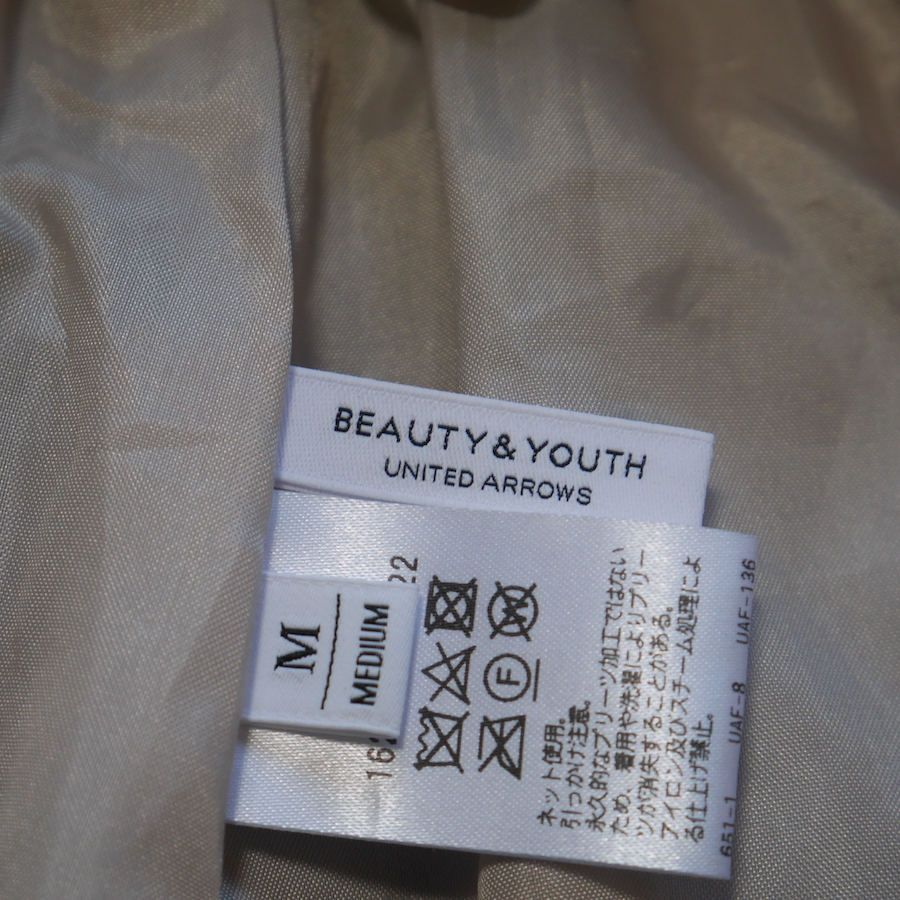 BEAUTY & YOUTH
UNITED ARROWS
M
MEDIUM
22
16
W
F
ネット使用。
引っかけ注意。
永久的なプリーツ加工ではない
ため、着用や洗濯によりプリー
ツが消失することがある。
アイロン及びスチーム処理によ
る仕上げ禁止。
651-1 UAF-8 UAF-136